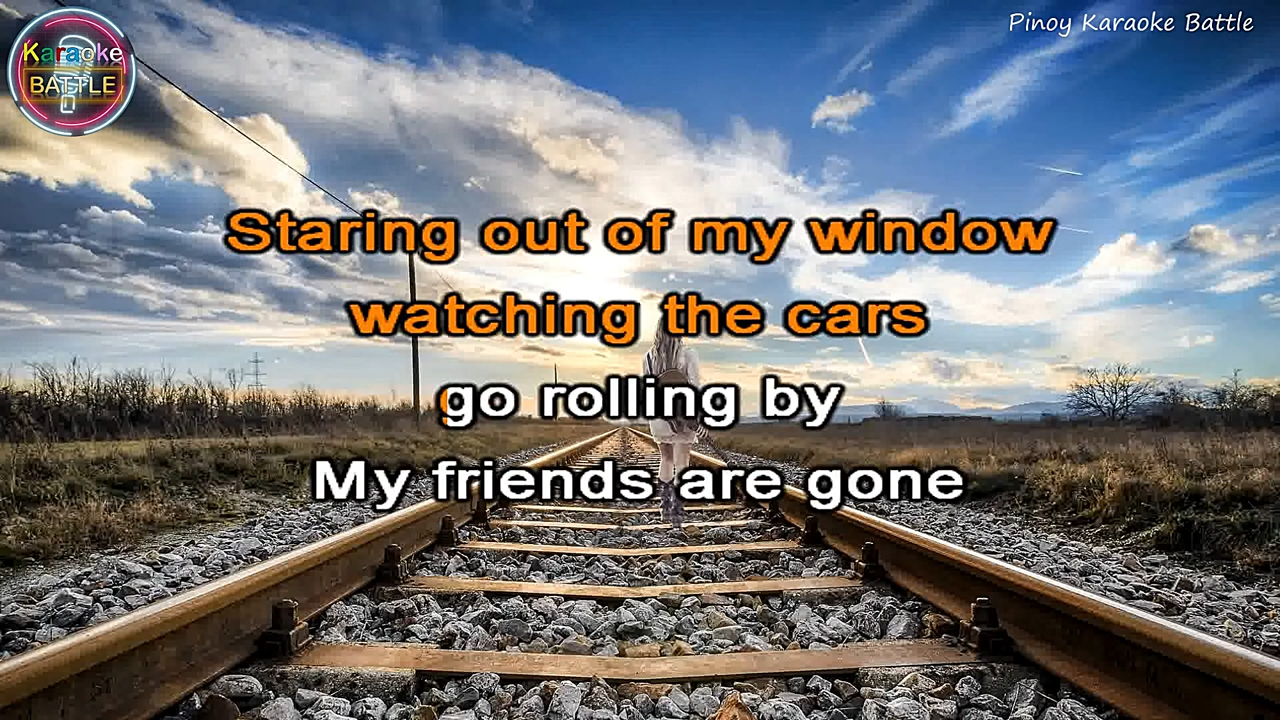 Karaoke
BATTLE
Pinoy Karaoke Battle
Staring out of my window
watching the cars
go rolling by
My friends are gone